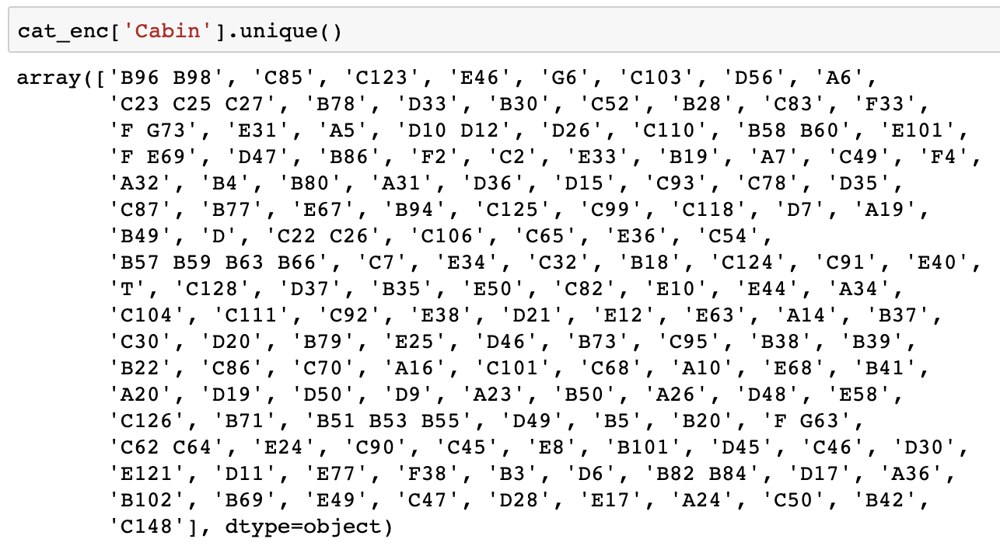 cat_enc['Cabin'].unique()
array(['B96 B98', 'C85', 'C123', 'E46', 'G6', 'C103', 'D56', 'A6',
'C23 C25 C27', 'B78', 'D33', 'B30', 'C52', 'B28', 'C83', 'F33',
'F G73', 'E31', 'A5', 'D10 D12', 'D26', 'C110', 'B58 B60', 'E101',
'F E69', 'D47', 'B86', 'F2', 'C2', 'E33', 'B19', 'A7', 'C49', 'F4',
'A32', 'B4', 'B80', 'A31', 'D36', 'D15', 'C93', 'C78', 'D35',
'C87', 'B77', 'E67', 'B94', 'C125', 'C99', 'C118', 'D7', 'A19',
'B49', 'D', 'C22 C26', 'C106', 'C65', 'E36', 'C54',
'B57 B59 B63 B66', 'C7', 'E34', 'C32', 'B18', 'C124', 'C91', 'E40',
'T', 'C128', 'D37', 'B35', 'E50', 'C82', 'E10', 'E44', 'A34',
'C104', 'C111', 'C92', 'E38', 'D21', 'E12', 'E63', 'A14', 'B37',
'C30', 'D20', 'B79', 'E25', 'D46', 'B73', 'C95', 'B38', 'B39',
'B22', 'C86', 'C70', 'A16', 'C101', 'C68', 'A10', 'E68', 'B41',
'A20', 'D19', 'D50', 'D9', 'A23', 'B50', 'A26', 'D48', 'E58',
'C126', 'B71', 'B51 B53 B55', 'D49', 'B5', 'B20', 'F G63',
'C62 C64', 'E24', 'C90', 'C45', 'E8', 'B101', 'D45', 'C46', 'D30',
'E121', 'D11', 'E77', 'F38', 'B3', 'D6', 'B82 B84', 'D17', 'A36',
'B102', 'B69', 'E49', 'C47', 'D28', 'E17', 'A24', 'C50', 'B42',
'C148'], dtype=object)